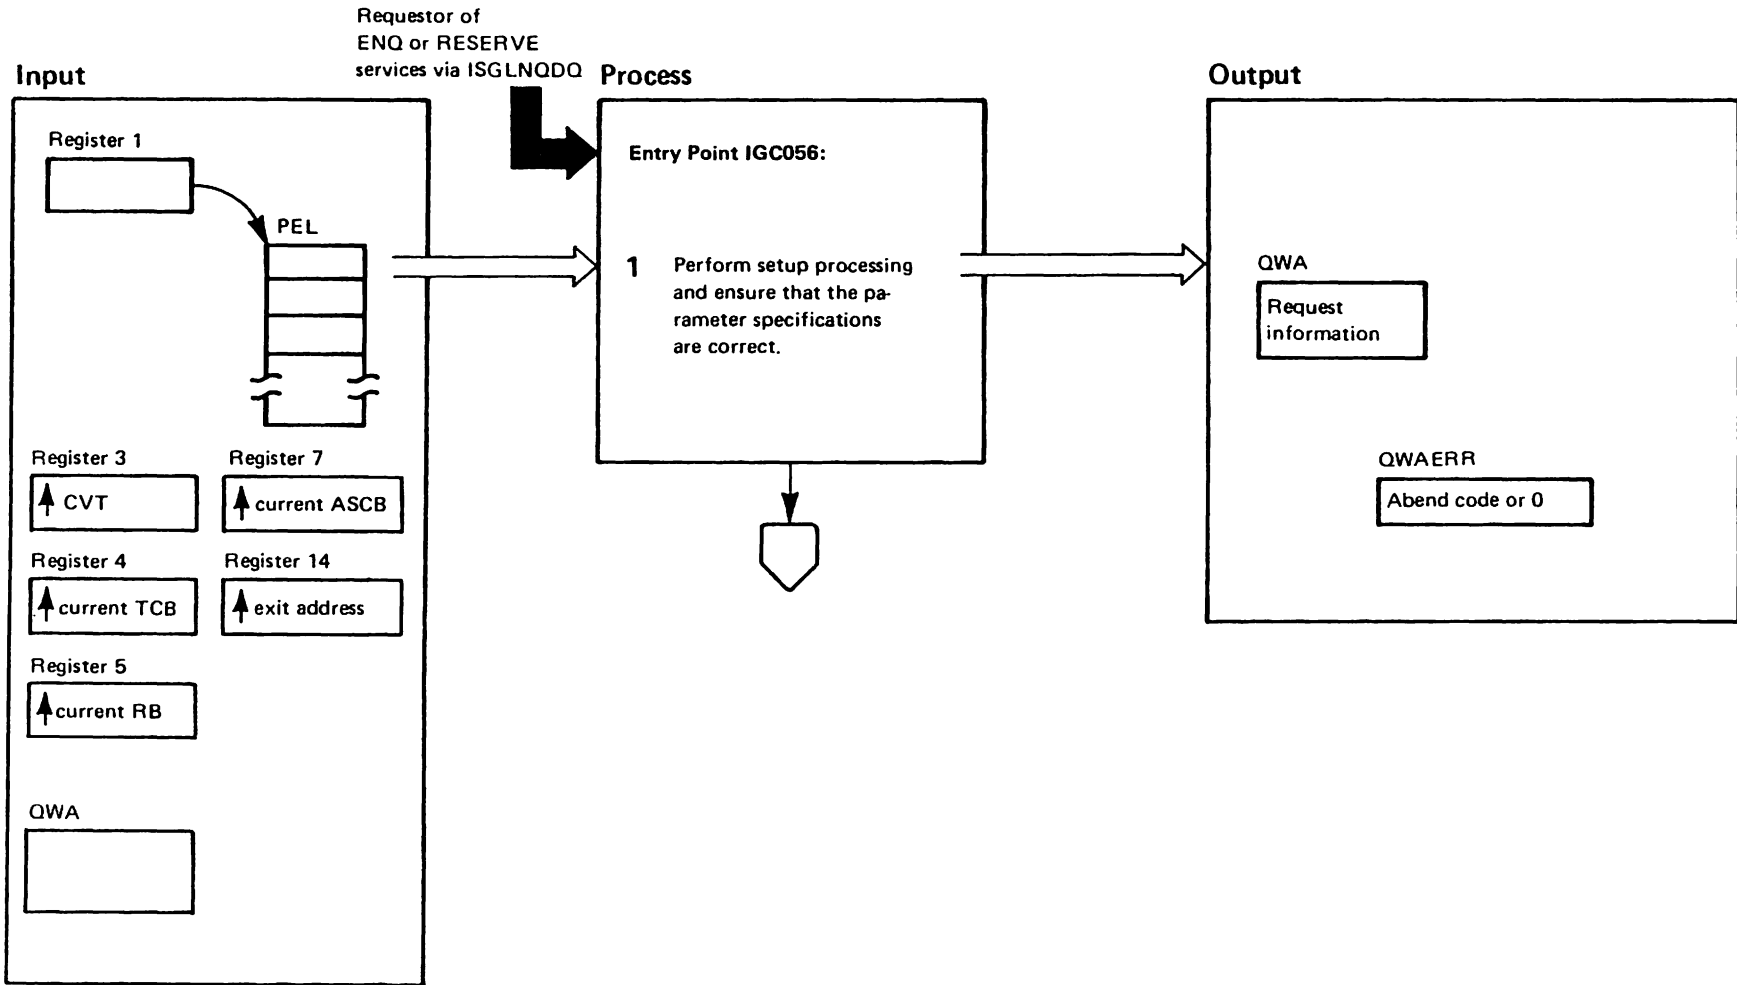 Requestor of
ENQ or RESERVE
services via ISGLNQDQ
Input
Process
Output
Register 1
PEL
Register 3
CVT
Register 7
current ASCB
Register 4
current TCB
Register 14
exit address
Register 5
current RB
QWA
Entry Point IGC056:
1 Perform setup processing
and ensure that the pa-
rameter specifications
are correct.
QWA
Request
information
QWAERR
Abend code or 0